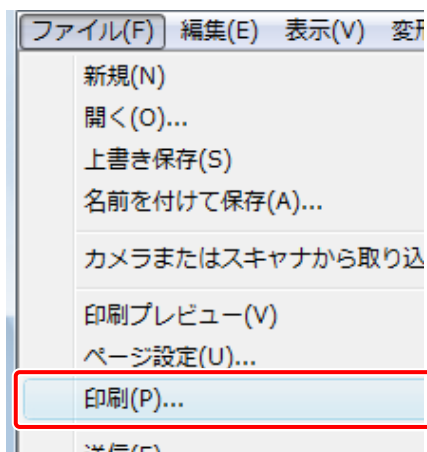 ファイル(F) 編集(E) 表示(V)
新規(N)
開く(O)...
上書き保存(S)
名前を付けて保存(A)...
カメラまたはスキャナから取り込
印刷プレビュー(V)
ページ設定(U)...
印刷(P)...